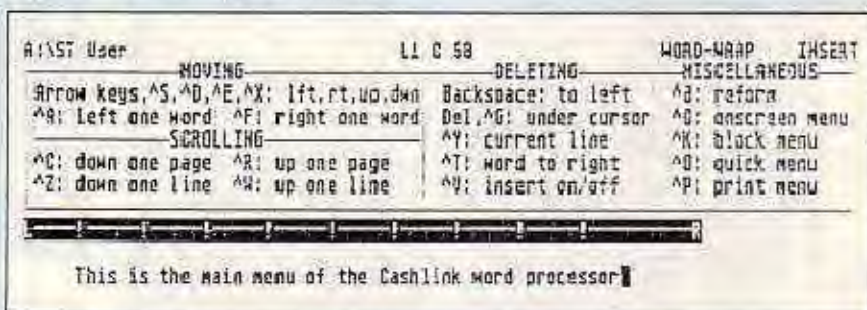 A:\ST User L1 C 58 WORD-WRAP INSERT
MOVING DELETING MISCELLANEOUS
Arrow keys,^S,^D,^E,^X: lft,rt,up,dwn Backspace: to left ^B: reform
^A: left one word ^F: right one word Del,^G: under cursor ^O: onscreen menu
SCROLLING ^Y: current line ^K: block menu
^C: down one page ^R: up one page ^T: word to right ^Q: quick menu
^Z: down one line ^W: up one line ^V: insert on/off ^P: print menu
L R
This is the main menu of the Cashlink word processor